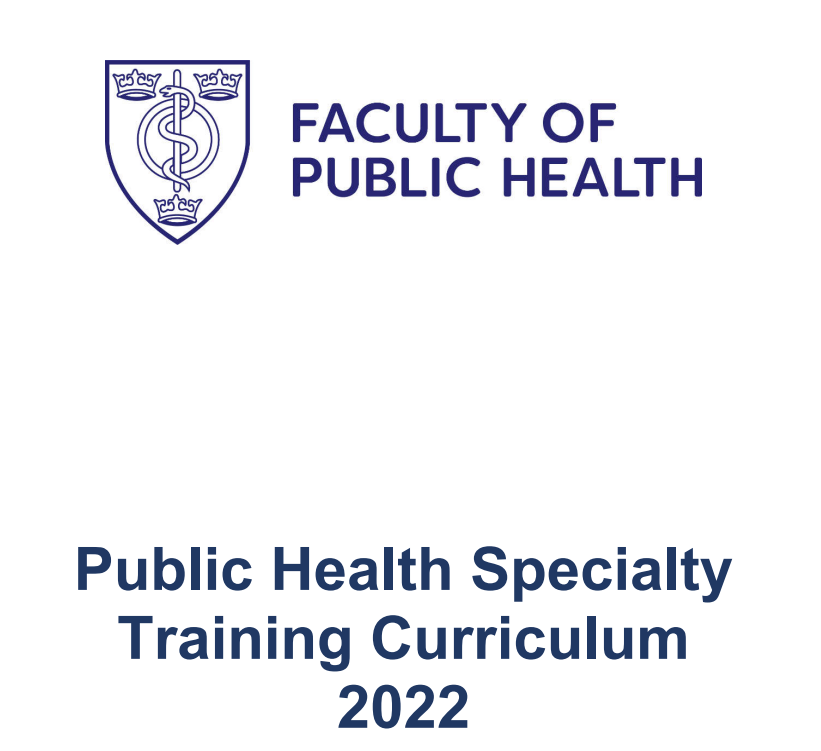 FACULTY OF
PUBLIC HEALTH
Public Health Specialty
Training Curriculum
2022